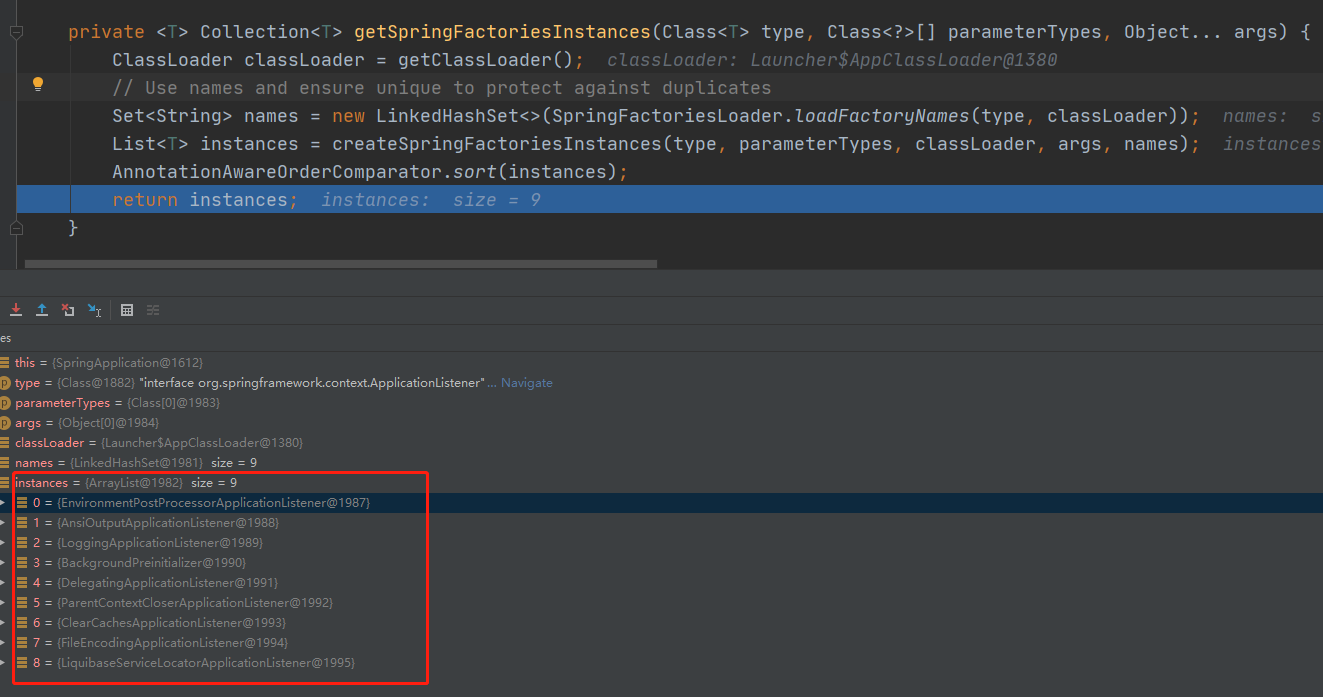 private <T> Collection<T> getSpringFactoriesInstances(Class<T> type, Class<?>[] parameterTypes, Object... args) {
ClassLoader classLoader = getClassLoader(); classLoader: Launcher$AppClassLoader@1380
// Use names and ensure unique to protect against duplicates
Set<String> names = new LinkedHashSet<>(SpringFactoriesLoader.loadFactoryNames(type, classLoader)); names: s
List<T> instances = createSpringFactoriesInstances(type, parameterTypes, classLoader, args, names); instances
AnnotationAwareOrderComparator.sort(instances);
return instances; instances: size = 9
}
es
this = {SpringApplication@1612}
p type = {Class@1882} "interface org.springframework.context.ApplicationListener" ... Navigate
p parameterTypes = {Class[0]@1983}
p args = {Object[0]@1984}
classLoader = {Launcher$AppClassLoader@1380}
names = {LinkedHashSet@1981} size = 9
instances = {ArrayList@1982} size = 9
0 = {EnvironmentPostProcessorApplicationListener@1987}
1 = {AnsiOutputApplicationListener@1988}
2 = {LoggingApplicationListener@1989}
3 = {BackgroundPreinitializer@1990}
4 = {DelegatingApplicationListener@1991}
5 = {ParentContextCloserApplicationListener@1992}
6 = {ClearCachesApplicationListener@1993}
7 = {FileEncodingApplicationListener@1994}
8 = {LiquibaseServiceLocatorApplicationListener@1995}